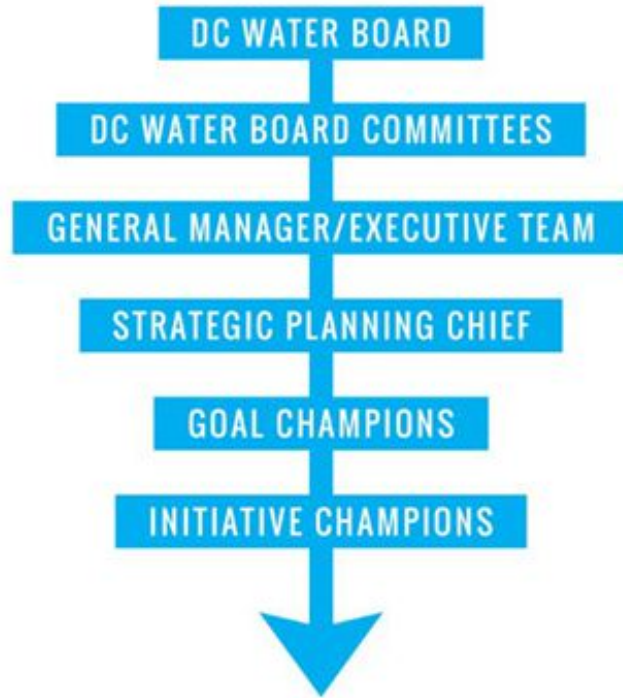 DC WATER BOARD
DC WATER BOARD COMMITTEES
GENERAL MANAGER/EXECUTIVE TEAM
STRATEGIC PLANNING CHIEF
GOAL CHAMPIONS
INITIATIVE CHAMPIONS